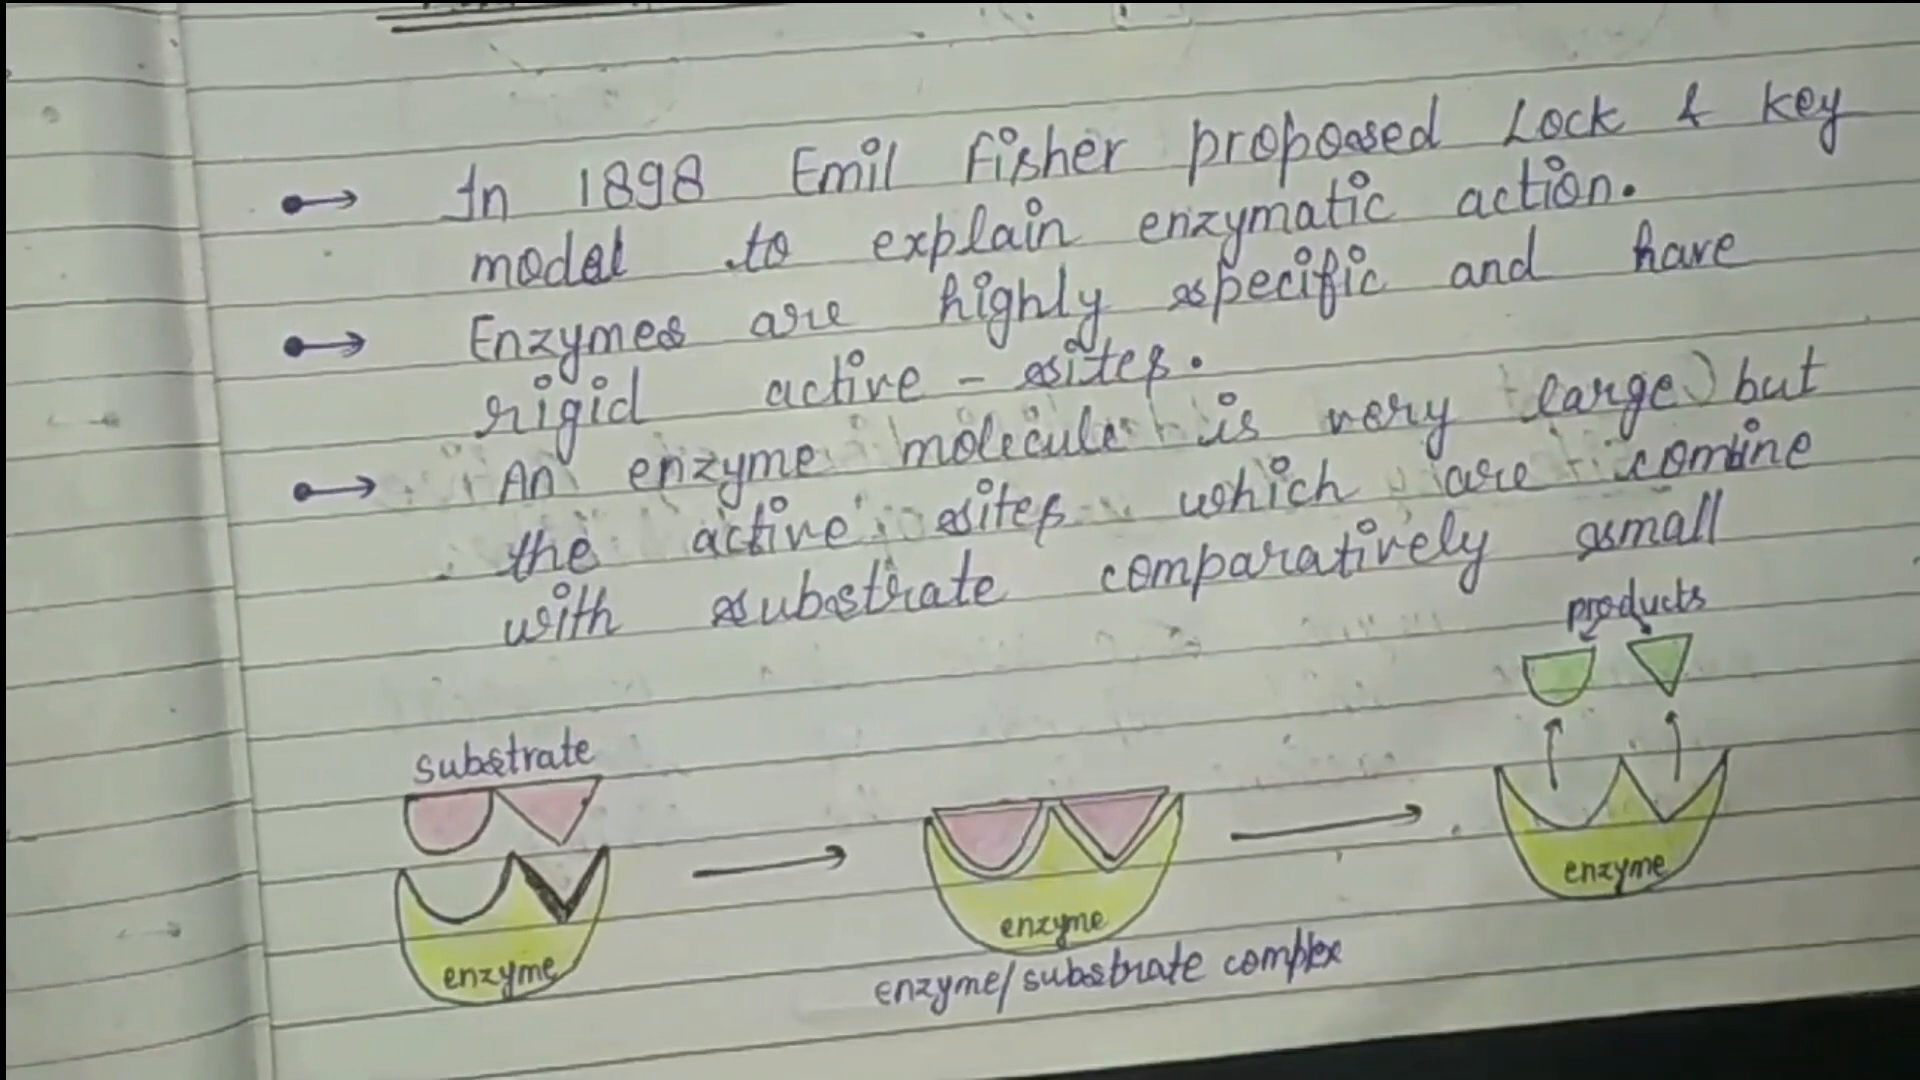 In 1898 Emil Fisher proposed Lock & key
model to explain enzymatic action.
Enzymes are highly specific and have
rigid active - sites.
An enzyme molecule is very large but
the active sites which are combine
with substrate comparatively small
products
substrate
enzyme
enzyme
enzyme
enzyme/substrate complex